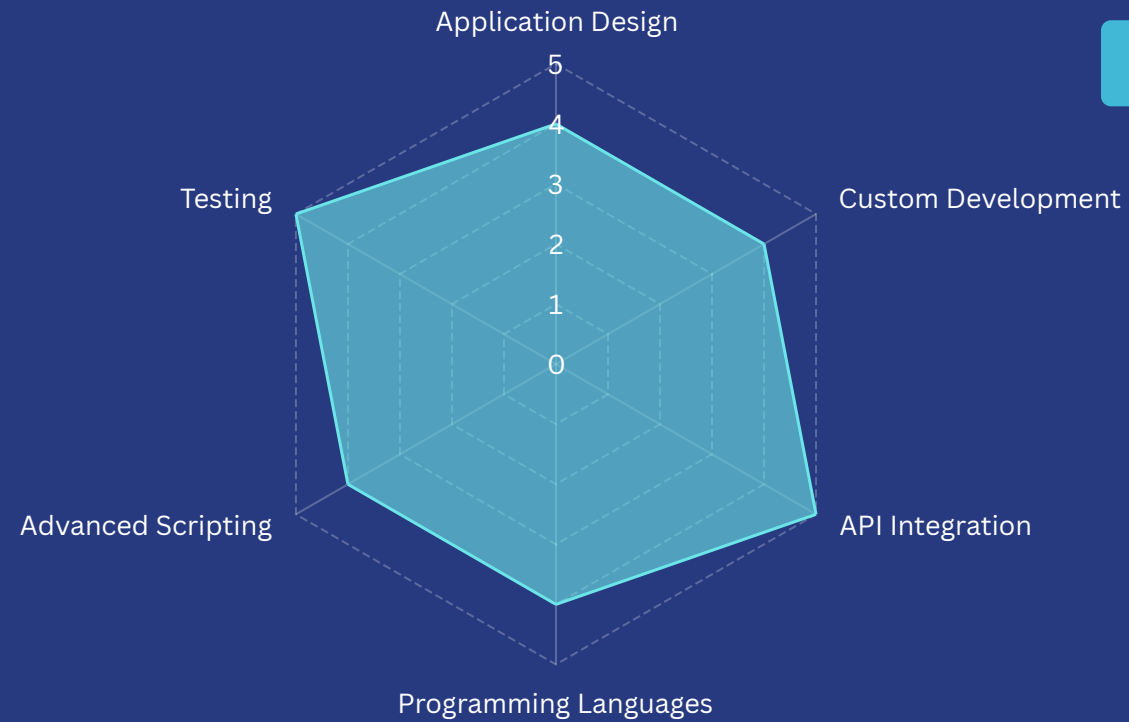 Application Design
5
4
3
2
1
0
Testing
Custom Development
Advanced Scripting
API Integration
Programming Languages